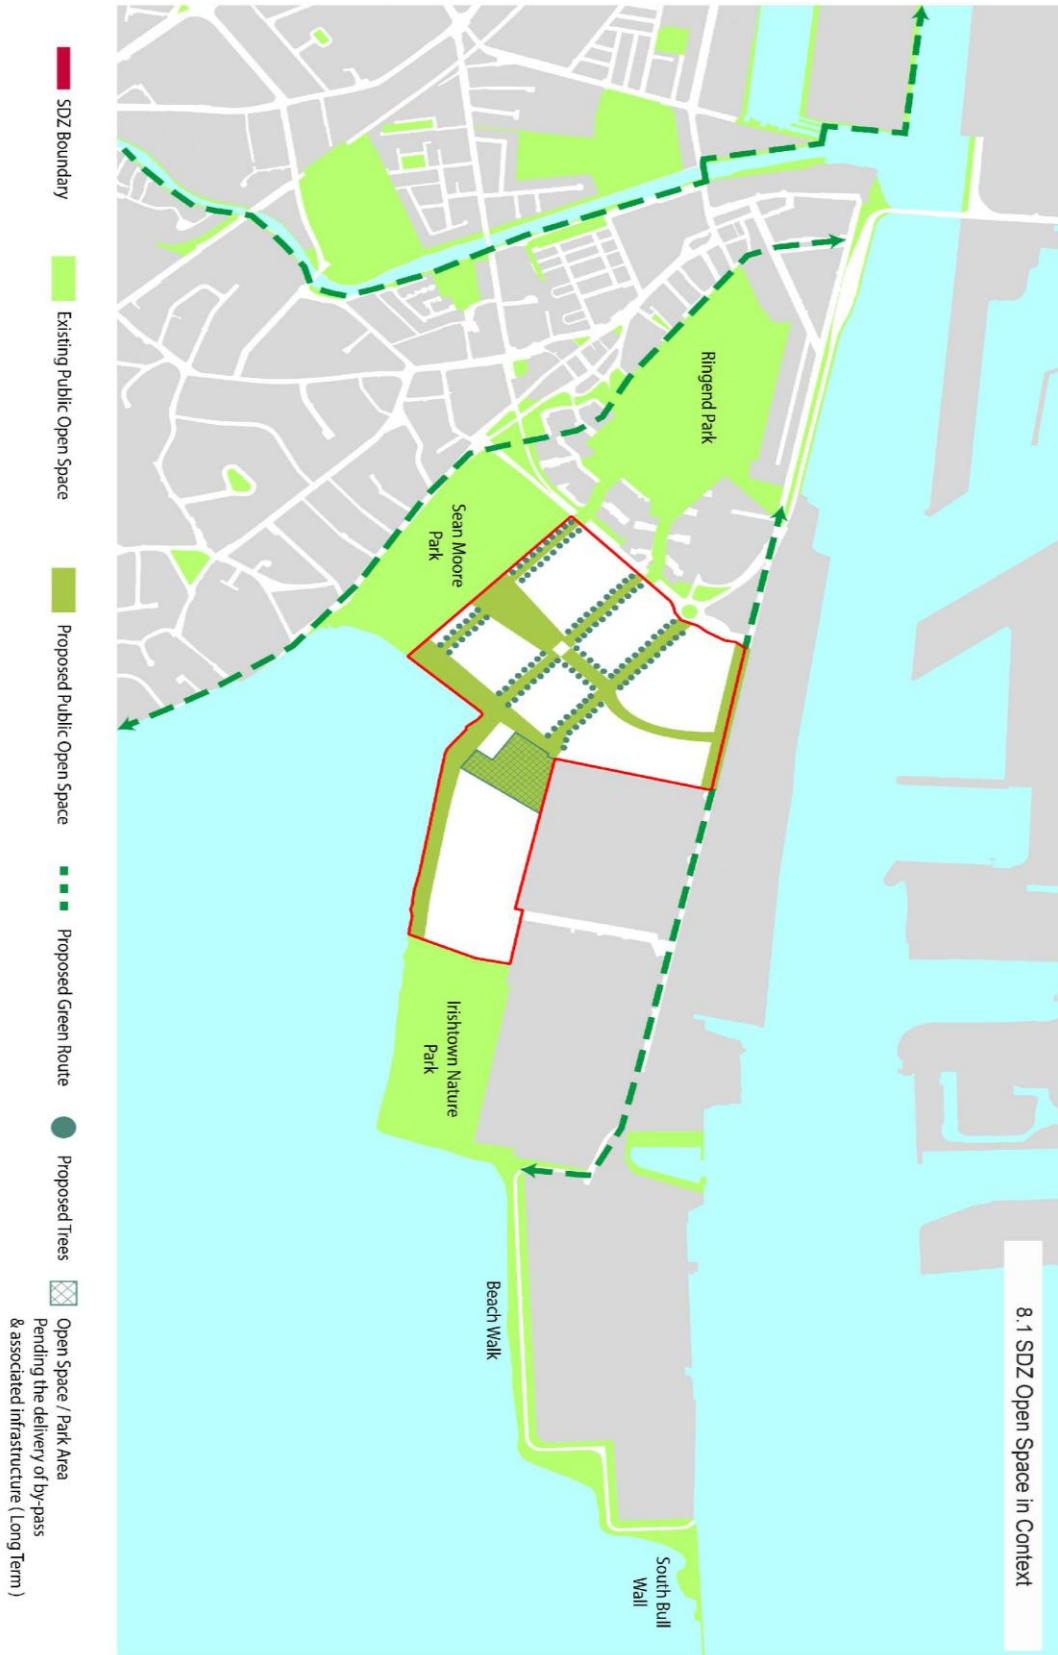 8.1 SDZ Open Space in Context
Ringend Park
Sean Moore
Park
Irishtown Nature
Park
Beach Walk
South Bull
Wall
SDZ Boundary
Existing Public Open Space
Proposed Public Open Space
Proposed Green Route
Proposed Trees
Open Space / Park Area
Pending the delivery of by-pass
& associated infrastructure ( Long Term )